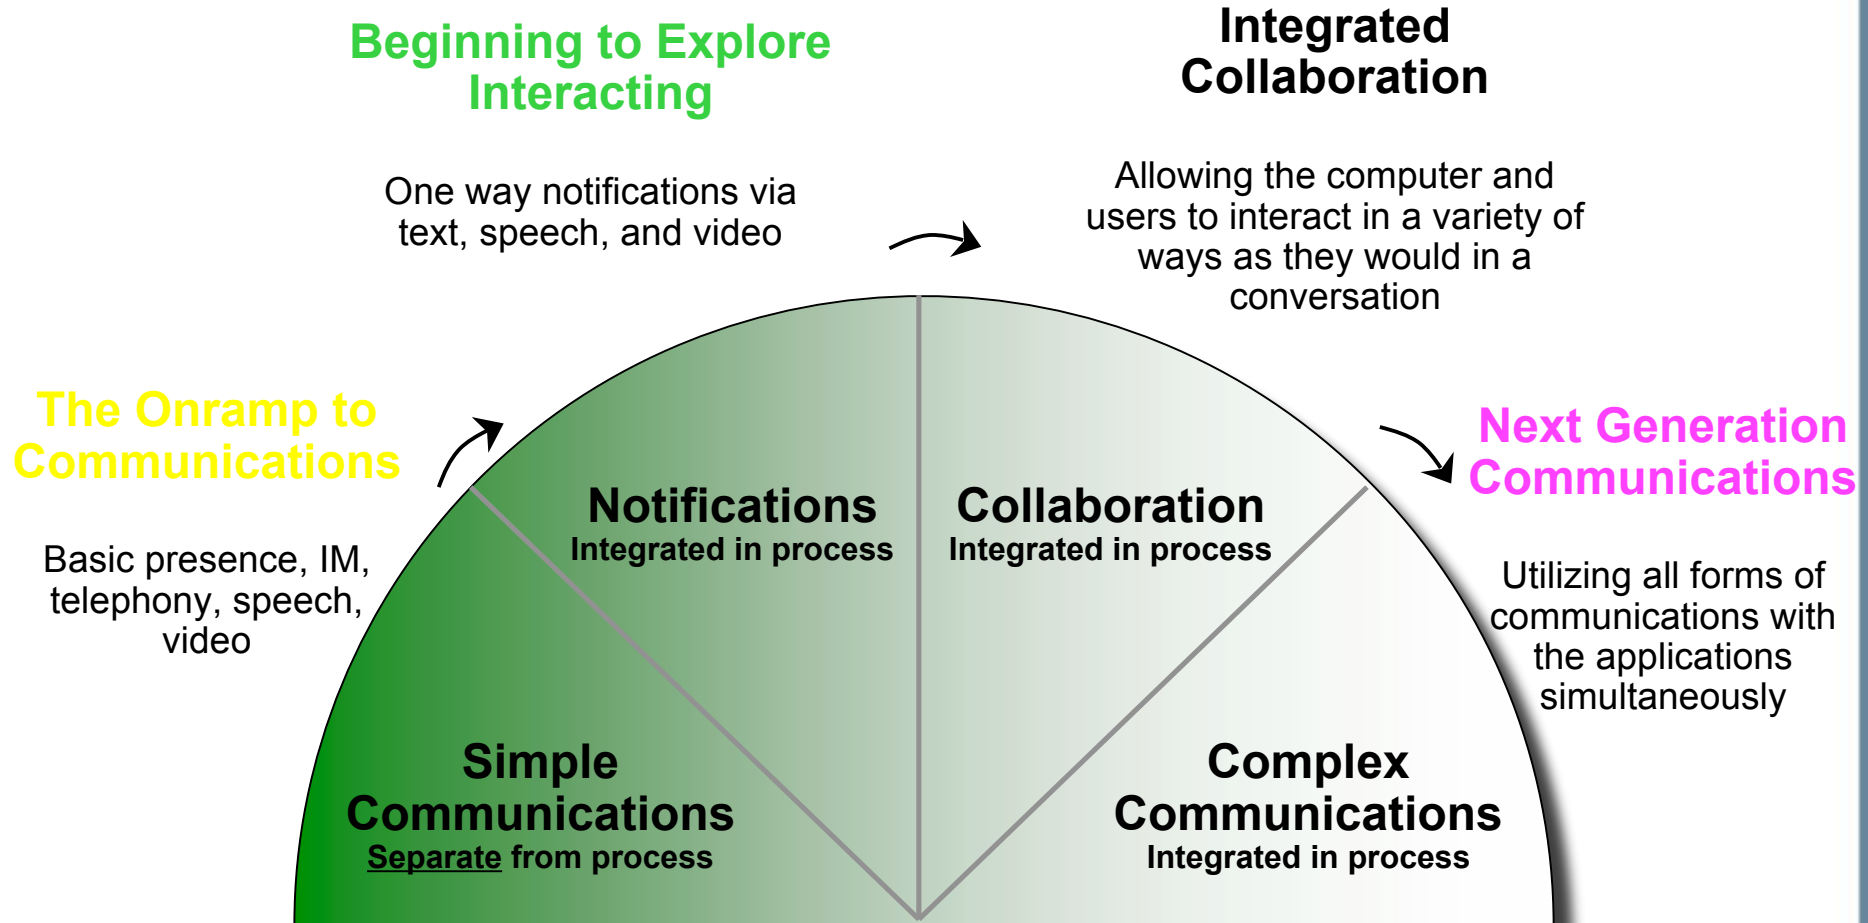 Beginning to Explore
Interacting
One way notifications via
text, speech, and video
Integrated
Collaboration
Allowing the computer and
users to interact in a variety of
ways as they would in a
conversation
The Onramp to
Communications
Basic presence, IM,
telephony, speech,
video
Next Generation
Communications
Utilizing all forms of
communications with
the applications
simultaneously
Notifications
Integrated in process
Collaboration
Integrated in process
Simple
Communications
Separate from process
Complex
Communications
Integrated in process